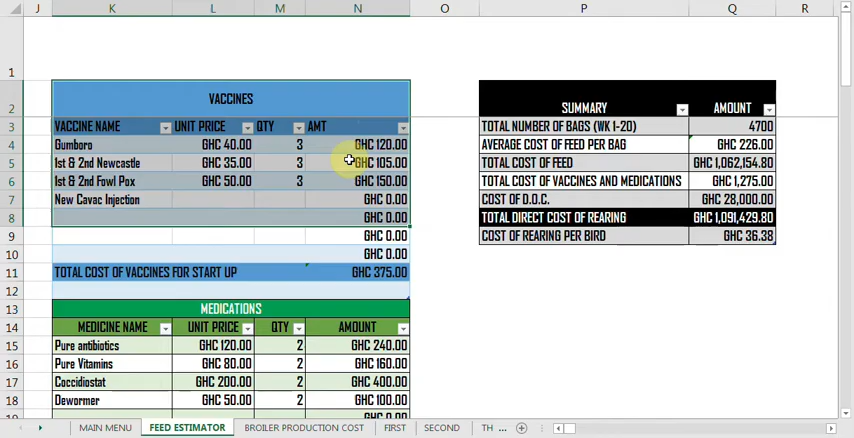 J K L M N O P Q R
1
2 VACCINES SUMMARY AMOUNT
3 VACCINE NAME UNIT PRICE QTY AMT TOTAL NUMBER OF BAGS (WK 1-20) 4700
4 Gumboro GHC 40.00 3 GHC 120.00 AVERAGE COST OF FEED PER BAG GHC 226.00
5 1st & 2nd Newcastle GHC 35.00 3 GHC 105.00 TOTAL COST OF FEED GHC 1,062,154.80
6 1st & 2nd Fowl Pox GHC 50.00 3 GHC 150.00 TOTAL COST OF VACCINES AND MEDICATIONS GHC 1,275.00
7 New Cavac Injection GHC 0.00 COST OF D.O.C. GHC 28,000.00
8 GHC 0.00 TOTAL DIRECT COST OF REARING GHC 1,091,429.80
9 GHC 0.00 COST OF REARING PER BIRD GHC 36.38
10 GHC 0.00
11 TOTAL COST OF VACCINES FOR START UP GHC 375.00
12
13 MEDICATIONS
14 MEDICINE NAME UNIT PRICE QTY AMOUNT
15 Pure antibiotics GHC 120.00 2 GHC 240.00
16 Pure Vitamins GHC 80.00 2 GHC 160.00
17 Coccidiostat GHC 200.00 2 GHC 400.00
18 Dewormer GHC 50.00 2 GHC 100.00
19 GHC 0.00
MAIN MENU FEED ESTIMATOR BROILER PRODUCTION COST FIRST SECOND TH ...